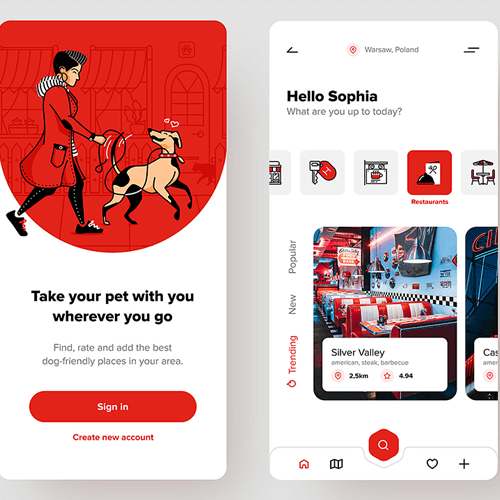 Take your pet with you
wherever you go
Find, rate and add the best
dog-friendly places in your area.
Sign in
Create new account
Warsaw, Poland
Hello Sophia
What are you up to today?
Restaurants
Popular
New
Trending
Silver Valley
american, steak, barbecue
2,5km
4.94
Cas